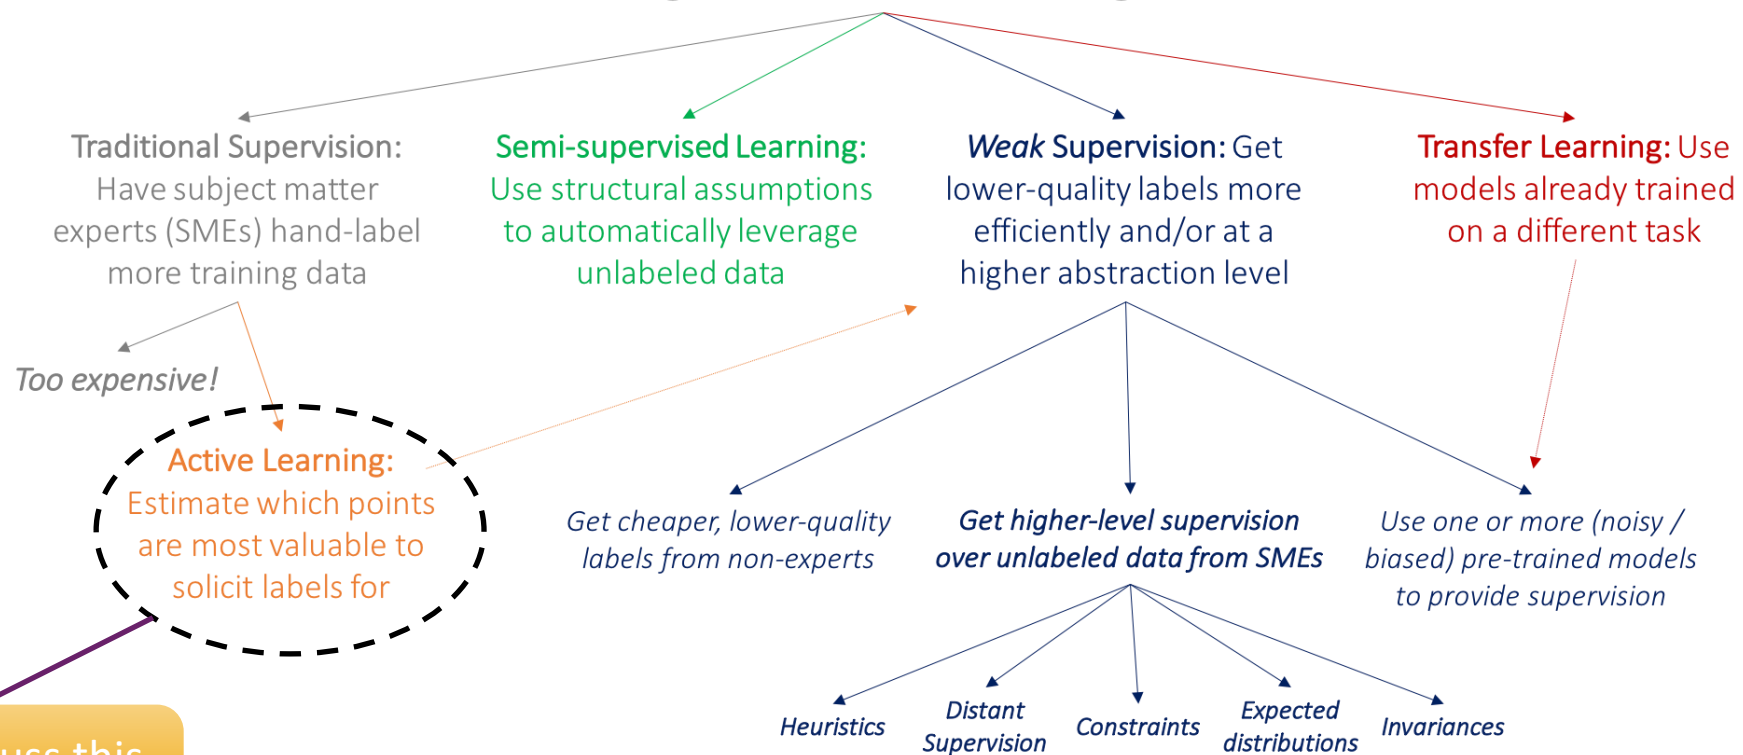 Traditional Supervision:
Have subject matter
experts (SMEs) hand-label
more training data
Semi-supervised Learning:
Use structural assumptions
to automatically leverage
unlabeled data
Weak Supervision: Get
lower-quality labels more
efficiently and/or at a
higher abstraction level
Transfer Learning: Use
models already trained
on a different task
Too expensive!
Active Learning:
Estimate which points
are most valuable to
solicit labels for
Get cheaper, lower-quality
labels from non-experts
Get higher-level supervision
over unlabeled data from SMEs
Use one or more (noisy /
biased) pre-trained models
to provide supervision
Heuristics
Distant
Supervision
Constraints
Expected
distributions
Invariances
this